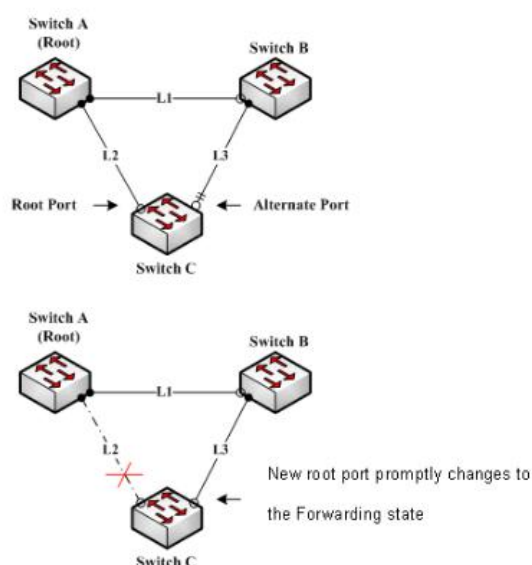 Switch A
(Root)
Switch B
L1
L2
L3
Root Port
Alternate Port
Switch C
Switch A
(Root)
Switch B
L1
L2
L3
New root port promptly changes to
the Forwarding state
Switch C